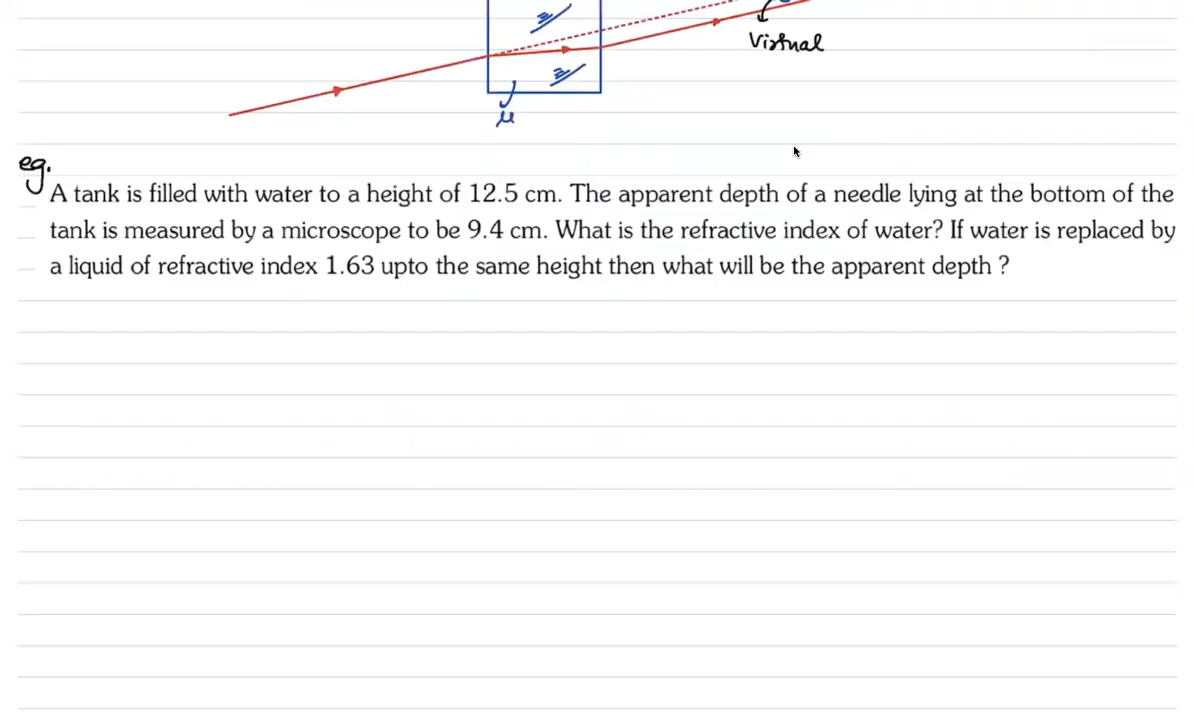 Virtual
μ
eg.
A tank is filled with water to a height of 12.5 cm. The apparent depth of a needle lying at the bottom of the
tank is measured by a microscope to be 9.4 cm. What is the refractive index of water? If water is replaced by
a liquid of refractive index 1.63 upto the same height then what will be the apparent depth ?